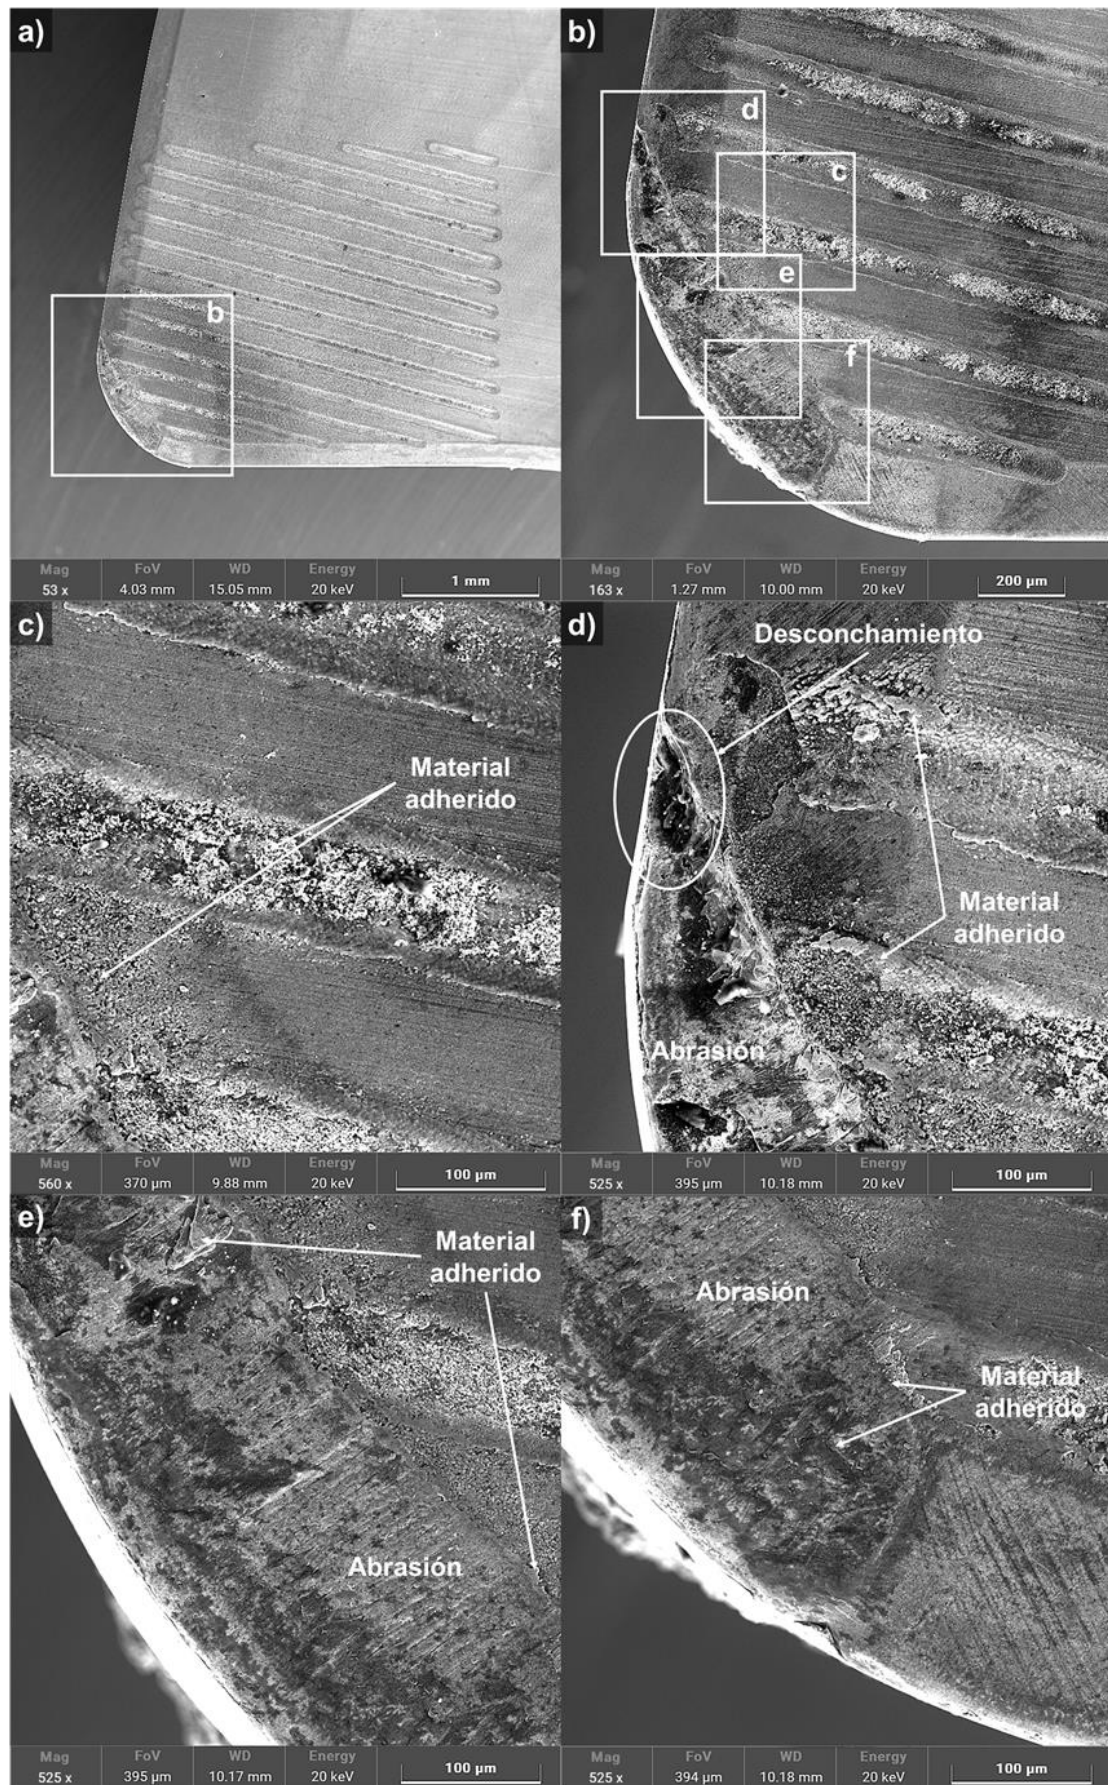 a)
b
Mag FoV WD Energy
53 x 4.03 mm 15.05 mm 20 keV 1 mm
b)
d
c
e
f
Mag FoV WD Energy
163 x 1.27 mm 10.00 mm 20 keV 200 µm
c)
Material
adherido
Mag FoV WD Energy
560 x 370 µm 9.88 mm 20 keV 100 µm
d)
Desconchamiento
Material
adherido
Abrasión
Mag FoV WD Energy
525 x 395 µm 10.18 mm 20 keV 100 µm
e)
Material
adherido
Abrasión
Mag FoV WD Energy
525 x 395 µm 10.17 mm 20 keV 100 µm
f)
Abrasión
Material
adherido
Mag FoV WD Energy
525 x 394 µm 10.18 mm 20 keV 100 µm